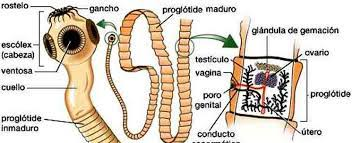 rostelo
gancho
escólex
(cabeza)
ventosa
cuello
proglótide
inmaduro
proglótide maduro
glándula de gemación
testículo
vagina
poro
genital
conducto
ovario
proglótide
útero